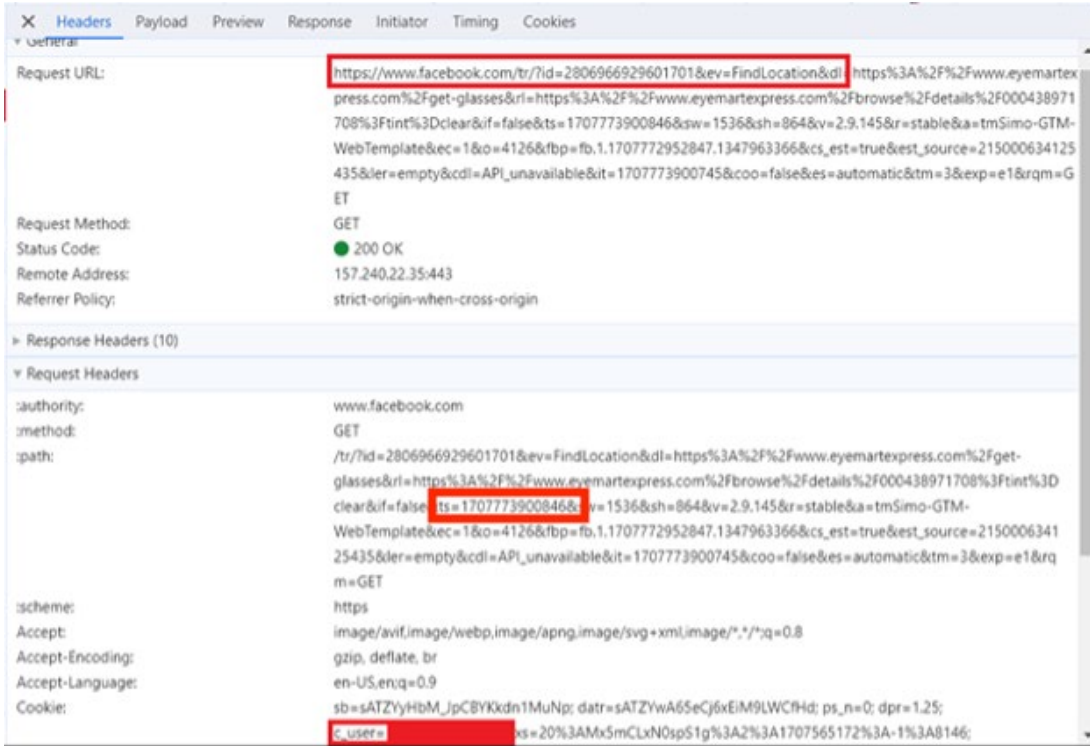 Headers Payload Preview Response Initiator Timing Cookies
▾ General
Request URL: https://www.facebook.com/tr/?id=2806966929601701&ev=FindLocation&dl=https%3A%2F%2Fwww.eyemartex
press.com%2Fget-glasses&rl=https%3A%2F%2Fwww.eyemartexpress.com%2Fbrowse%2Fdetails%2F000438971
708%3Ftint%3Dclear&if=false&ts=1707773900846&sw=1536&sh=864&v=2.9.145&r=stable&a=tmSimo-GTM-
WebTemplate&ec=1&o=4126&fbp=fb.1.1707772952847.1347963366&cs_est=true&est_source=215000634125
435&ler=empty&cdl=API_unavailable&it=1707773900745&coo=false&es=automatic&tm=3&exp=e1&rqm=G
ET
Request Method: GET
Status Code: 200 OK
Remote Address: 157.240.22.35:443
Referrer Policy: strict-origin-when-cross-origin
▸ Response Headers (10)
▾ Request Headers
:authority: www.facebook.com
:method: GET
:path: /tr/?id=2806966929601701&ev=FindLocation&dl=https%3A%2F%2Fwww.eyemartexpress.com%2Fget-
glasses&rl=https%3A%2F%2Fwww.eyemartexpress.com%2Fbrowse%2Fdetails%2F000438971708%3Ftint%3D
clear&if=false&ts=1707773900846&sw=1536&sh=864&v=2.9.145&r=stable&a=tmSimo-GTM-
WebTemplate&ec=1&o=4126&fbp=fb.1.1707772952847.1347963366&cs_est=true&est_source=2150006341
25435&ler=empty&cdl=API_unavailable&it=1707773900745&coo=false&es=automatic&tm=3&exp=e1&rq
m=GET
:scheme: https
Accept: image/avif,image/webp,image/apng,image/svg+xml,image/*,*/*;q=0.8
Accept-Encoding: gzip, deflate, br
Accept-Language: en-US,en;q=0.9
Cookie: sb=sATZYyHbM_JpCBYKkdn1MuNp; datr=sATZYwA65eCj6xEiM9LWCfHd; ps_n=0; dpr=1.25;
c_user= xs=20%3AMx5mCLxN0spS1g%3A2%3A1707565172%3A-1%3A8146;